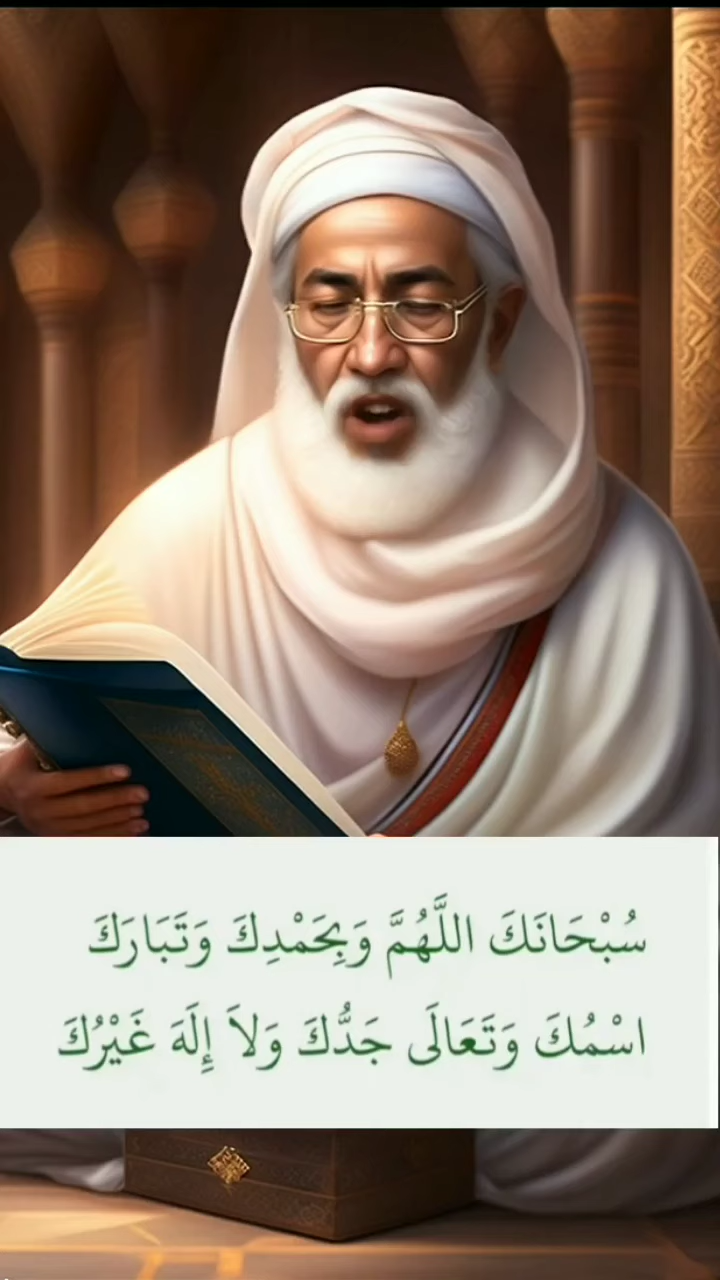 سُبْحَانَكَ اللَّهُمَّ وَبِحَمْدِكَ وَتَبَارَكَ
اسْمُكَ وَتَعَالَى جَدُّكَ وَلاَ إِلَهَ غَيْرُكَ